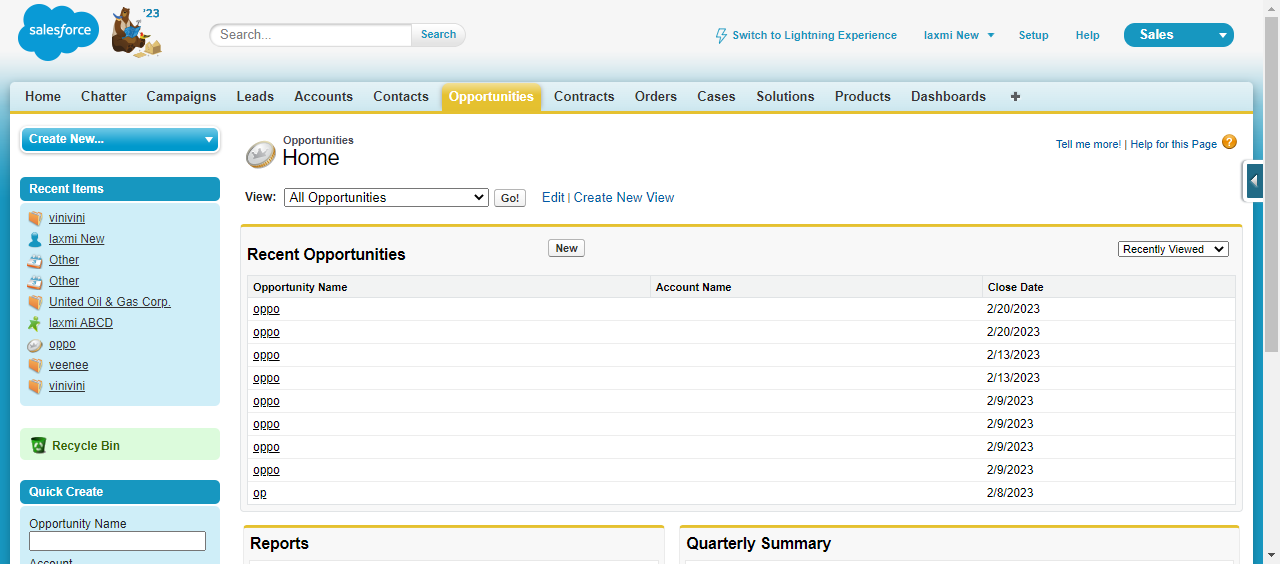 salesforce
'23
Search...
Search
Switch to Lightning Experience
laxmi New
Setup
Help
Sales
Home Chatter Campaigns Leads Accounts Contacts Opportunities Contracts Orders Cases Solutions Products Dashboards +
Create New...
Recent Items
vinivini
laxmi New
Other
Other
United Oil & Gas Corp.
laxmi ABCD
oppo
veenee
vinivini
Recycle Bin
Quick Create
Opportunity Name
Account
Opportunities
Home
Tell me more! | Help for this Page ?
View: All Opportunities Go! Edit | Create New View
Recent Opportunities New Recently Viewed
Opportunity Name Account Name Close Date
oppo 2/20/2023
oppo 2/20/2023
oppo 2/13/2023
oppo 2/13/2023
oppo 2/9/2023
oppo 2/9/2023
oppo 2/9/2023
oppo 2/9/2023
op 2/8/2023
Reports
Quarterly Summary